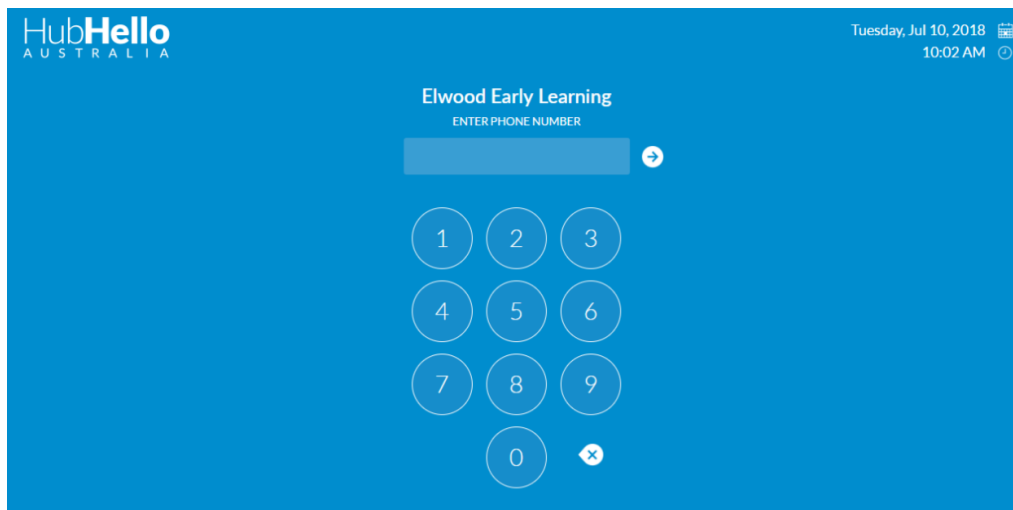 HubHello
AUSTRALIA
Tuesday, Jul 10, 2018
10:02 AM
Elwood Early Learning
ENTER PHONE NUMBER
1 2 3
4 5 6
7 8 9
0